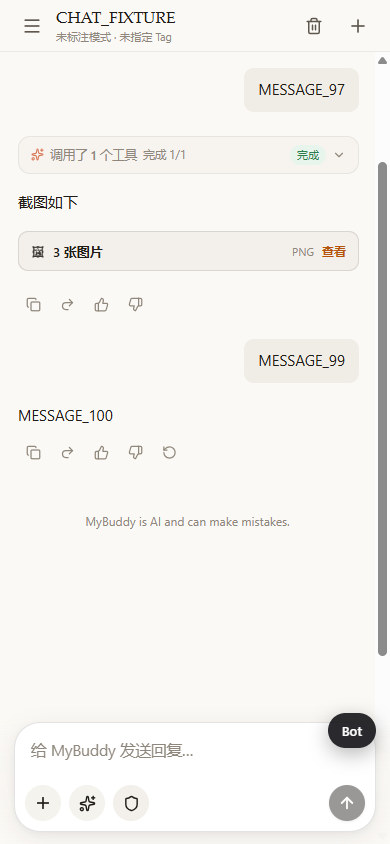 CHAT_FIXTURE
未标注模式 · 未指定 Tag
MESSAGE_97
调用了 1 个工具 完成 1/1 完成
截图如下
3 张图片 PNG 查看
MESSAGE_99
MESSAGE_100
MyBuddy is AI and can make mistakes.
Bot
给 MyBuddy 发送回复...